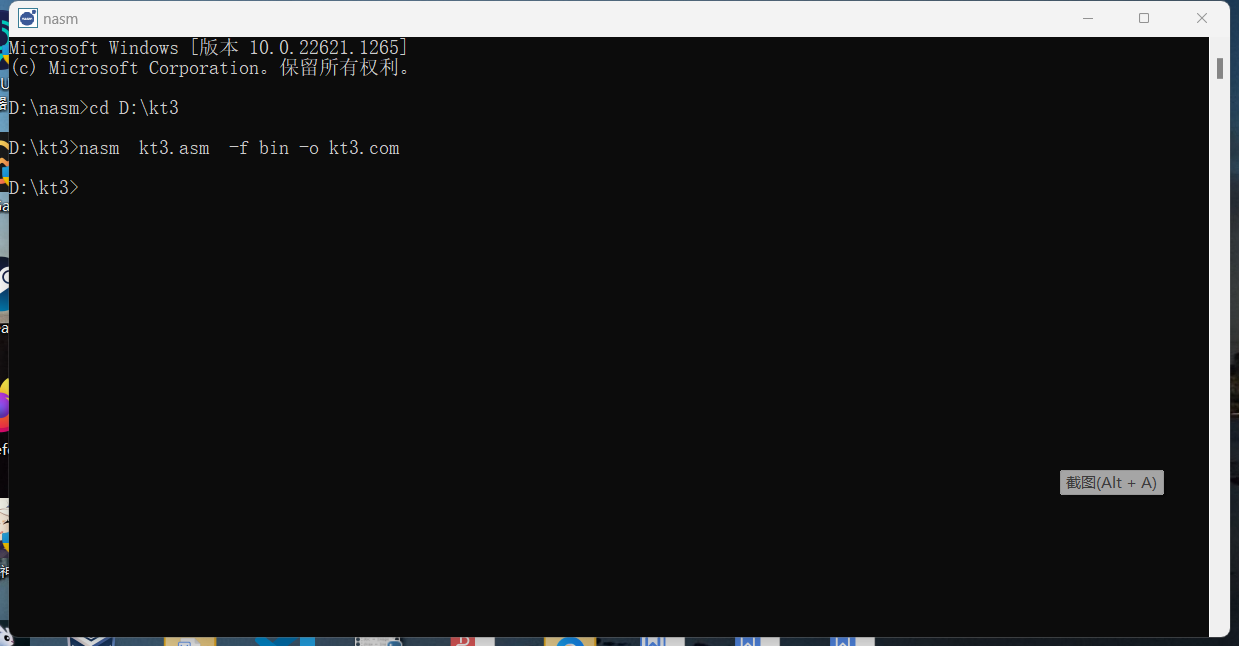 nasm
Microsoft Windows [版本 10.0.22621.1265]
(c) Microsoft Corporation。保留所有权利。
D:\nasm>cd D:\kt3
D:\kt3>nasm  kt3.asm  -f bin -o kt3.com
D:\kt3>
截图(Alt + A)